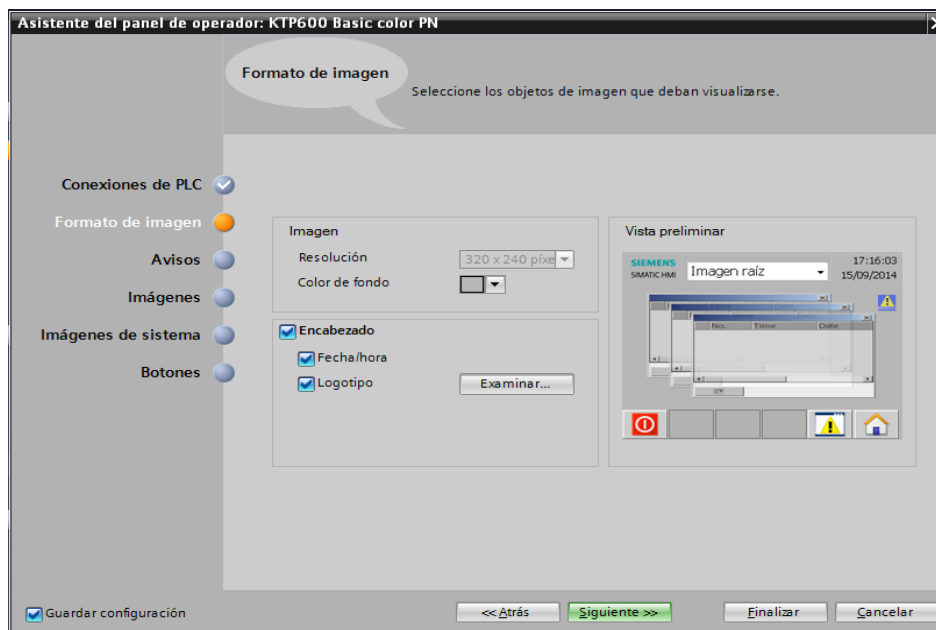 Asistente del panel de operador: KTP600 Basic color PN
Formato de imagen
Seleccione los objetos de imagen que deban visualizarse.
Conexiones de PLC
Formato de imagen
Avisos
Imágenes
Imágenes de sistema
Botones
Imagen
Resolución
320 x 240 píxe
Color de fondo
Encabezado
Fecha/hora
Logotipo
Examinar...
Vista preliminar
SIEMENS
SIMATIC HMI
Imagen raíz
17:16:03
15/09/2014
No. Time Date
Guardar configuración
<< Atrás
Siguiente >>
Finalizar
Cancelar